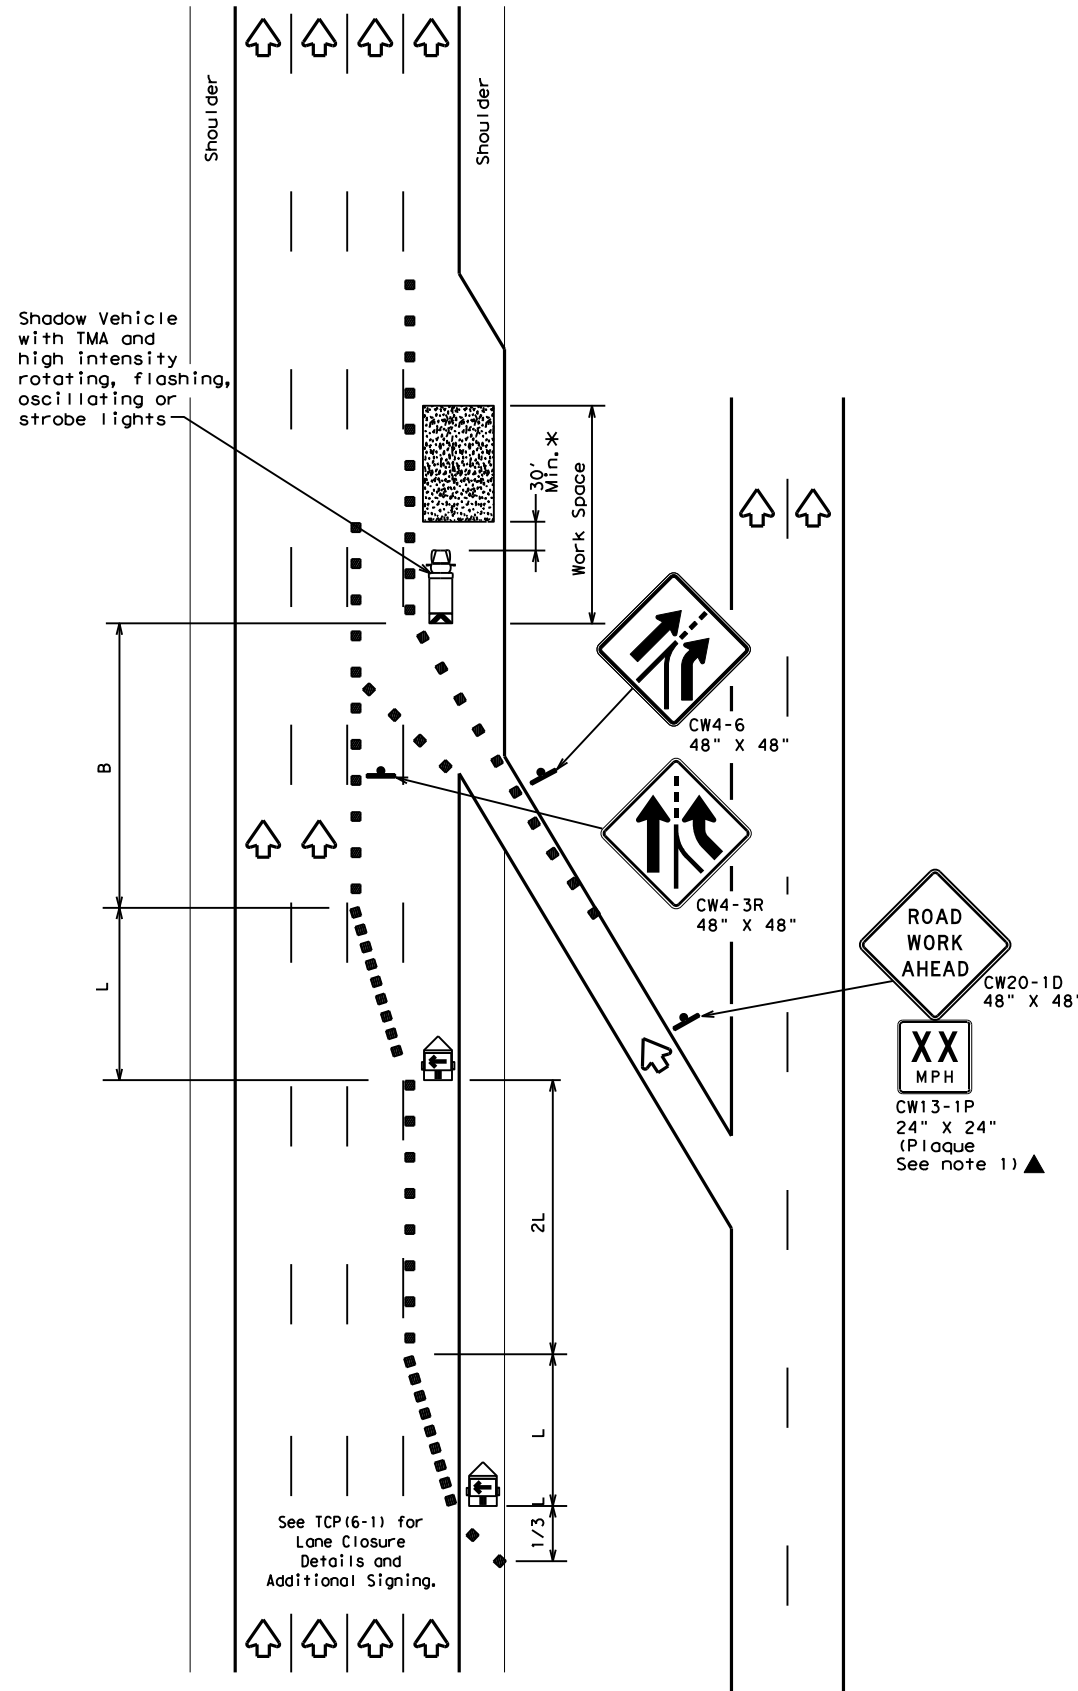 Shoulder
Shoulder
Shadow Vehicle
with TMA and
high intensity
rotating, flashing,
oscillating or
strobe lights
30'
Min.*
Work Space
CW4-6
48" X 48"
B
CW4-3R
48" X 48"
ROAD
WORK
AHEAD
CW20-1D
48" X 48"
L
XX
MPH
CW13-1P
24" X 24"
(Plaque
See note 1)▲
2L
L
1/3 L
See TCP(6-1) for
Lane Closure
Details and
Additional Signing.